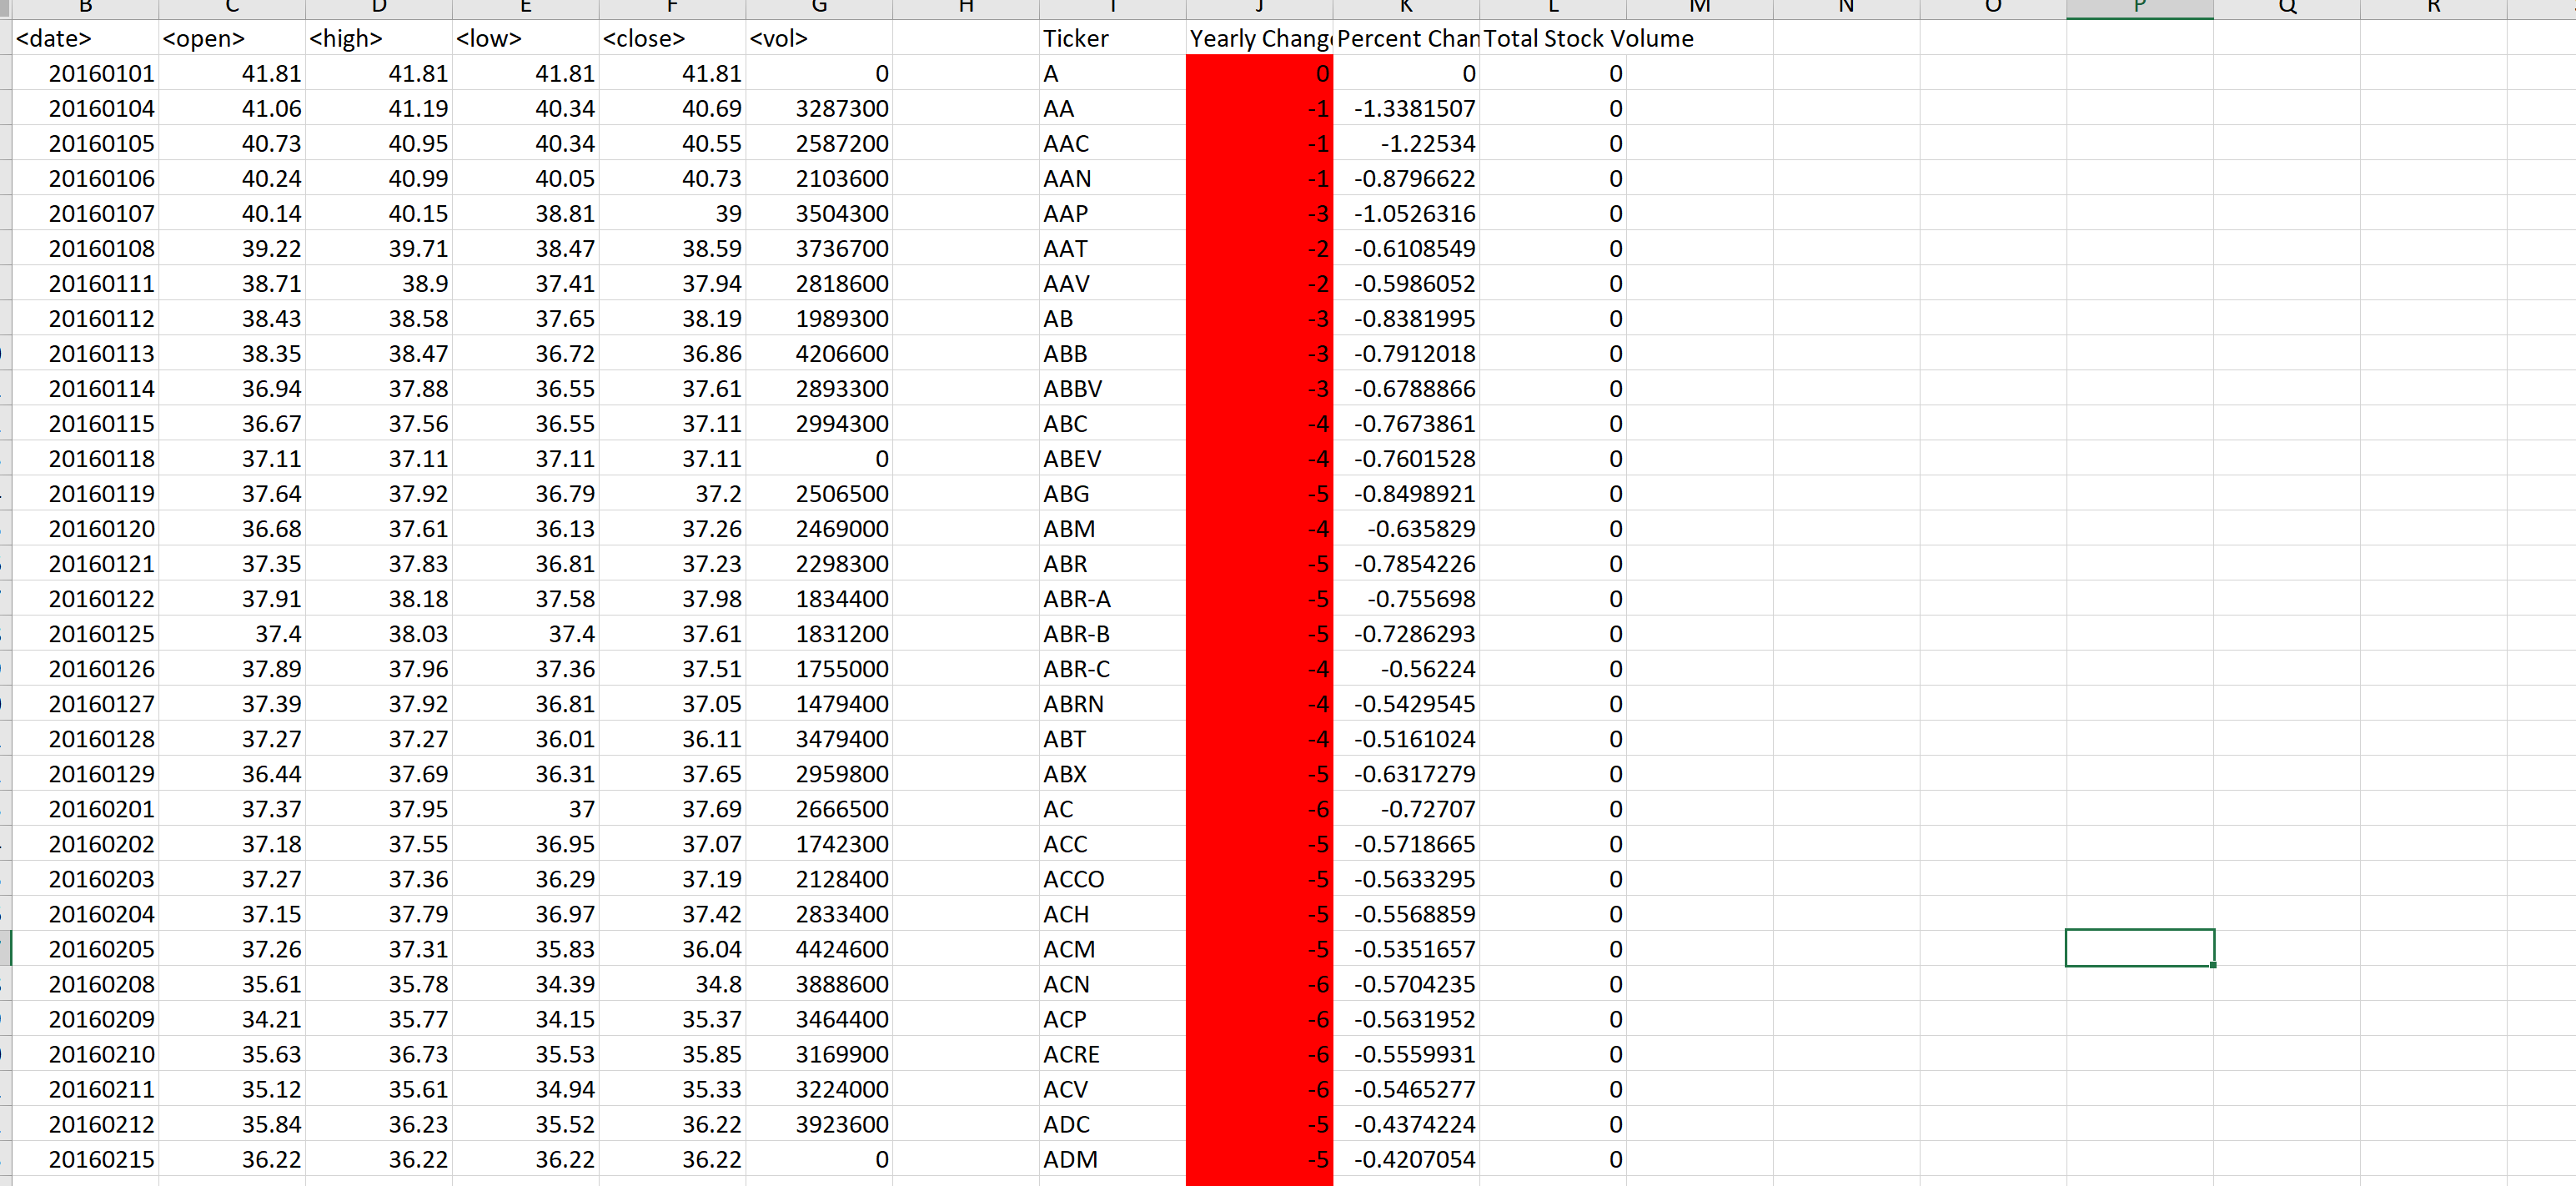 B C D E F G H I J K L M N O P Q R
<date> <open> <high> <low> <close> <vol> Ticker Yearly Change Percent Chan Total Stock Volume
20160101 41.81 41.81 41.81 41.81 0 A 0 0 0
20160104 41.06 41.19 40.34 40.69 3287300 AA -1 -1.3381507 0
20160105 40.73 40.95 40.34 40.55 2587200 AAC -1 -1.22534 0
20160106 40.24 40.99 40.05 40.73 2103600 AAN -1 -0.8796622 0
20160107 40.14 40.15 38.81 39 3504300 AAP -3 -1.0526316 0
20160108 39.22 39.71 38.47 38.59 3736700 AAT -2 -0.6108549 0
20160111 38.71 38.9 37.41 37.94 2818600 AAV -2 -0.5986052 0
20160112 38.43 38.58 37.65 38.19 1989300 AB -3 -0.8381995 0
20160113 38.35 38.47 36.72 36.86 4206600 ABB -3 -0.7912018 0
20160114 36.94 37.88 36.55 37.61 2893300 ABBV -3 -0.6788866 0
20160115 36.67 37.56 36.55 37.11 2994300 ABC -4 -0.7673861 0
20160118 37.11 37.11 37.11 37.11 0 ABEV -4 -0.7601528 0
20160119 37.64 37.92 36.79 37.2 2506500 ABG -5 -0.8498921 0
20160120 36.68 37.61 36.13 37.26 2469000 ABM -4 -0.635829 0
20160121 37.35 37.83 36.81 37.23 2298300 ABR -5 -0.7854226 0
20160122 37.91 38.18 37.58 37.98 1834400 ABR-A -5 -0.755698 0
20160125 37.4 38.03 37.4 37.61 1831200 ABR-B -5 -0.7286293 0
20160126 37.89 37.96 37.36 37.51 1755000 ABR-C -4 -0.56224 0
20160127 37.39 37.92 36.81 37.05 1479400 ABRN -4 -0.5429545 0
20160128 37.27 37.27 36.01 36.11 3479400 ABT -4 -0.5161024 0
20160129 36.44 37.69 36.31 37.65 2959800 ABX -5 -0.6317279 0
20160201 37.37 37.95 37 37.69 2666500 AC -6 -0.72707 0
20160202 37.18 37.55 36.95 37.07 1742300 ACC -5 -0.5718665 0
20160203 37.27 37.36 36.29 37.19 2128400 ACCO -5 -0.5633295 0
20160204 37.15 37.79 36.97 37.42 2833400 ACH -5 -0.5568859 0
20160205 37.26 37.31 35.83 36.04 4424600 ACM -5 -0.5351657 0
20160208 35.61 35.78 34.39 34.8 3888600 ACN -6 -0.5704235 0
20160209 34.21 35.77 34.15 35.37 3464400 ACP -6 -0.5631952 0
20160210 35.63 36.73 35.53 35.85 3169900 ACRE -6 -0.5559931 0
20160211 35.12 35.61 34.94 35.33 3224000 ACV -6 -0.5465277 0
20160212 35.84 36.23 35.52 36.22 3923600 ADC -5 -0.4374224 0
20160215 36.22 36.22 36.22 36.22 0 ADM -5 -0.4207054 0